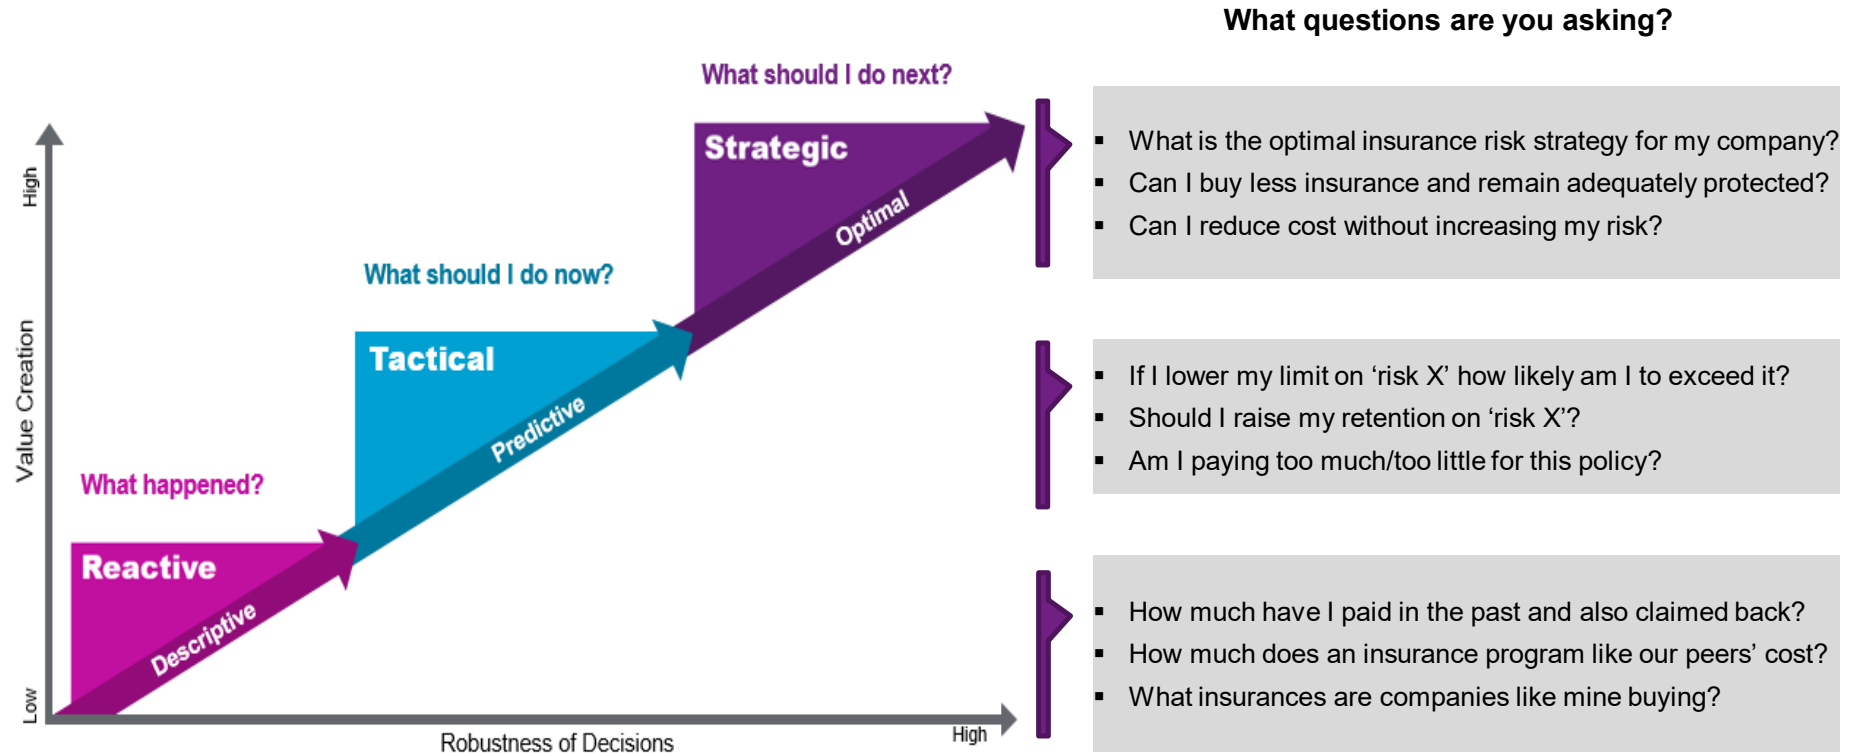 What questions are you asking?
What should I do next?
Strategic
Optimal
High
Value Creation
Low
What should I do now?
Tactical
Predictive
What happened?
Reactive
Descriptive
Robustness of Decisions
High
▪ What is the optimal insurance risk strategy for my company?
▪ Can I buy less insurance and remain adequately protected?
▪ Can I reduce cost without increasing my risk?
▪ If I lower my limit on ‘risk X’ how likely am I to exceed it?
▪ Should I raise my retention on ‘risk X’?
▪ Am I paying too much/too little for this policy?
▪ How much have I paid in the past and also claimed back?
▪ How much does an insurance program like our peers’ cost?
▪ What insurances are companies like mine buying?